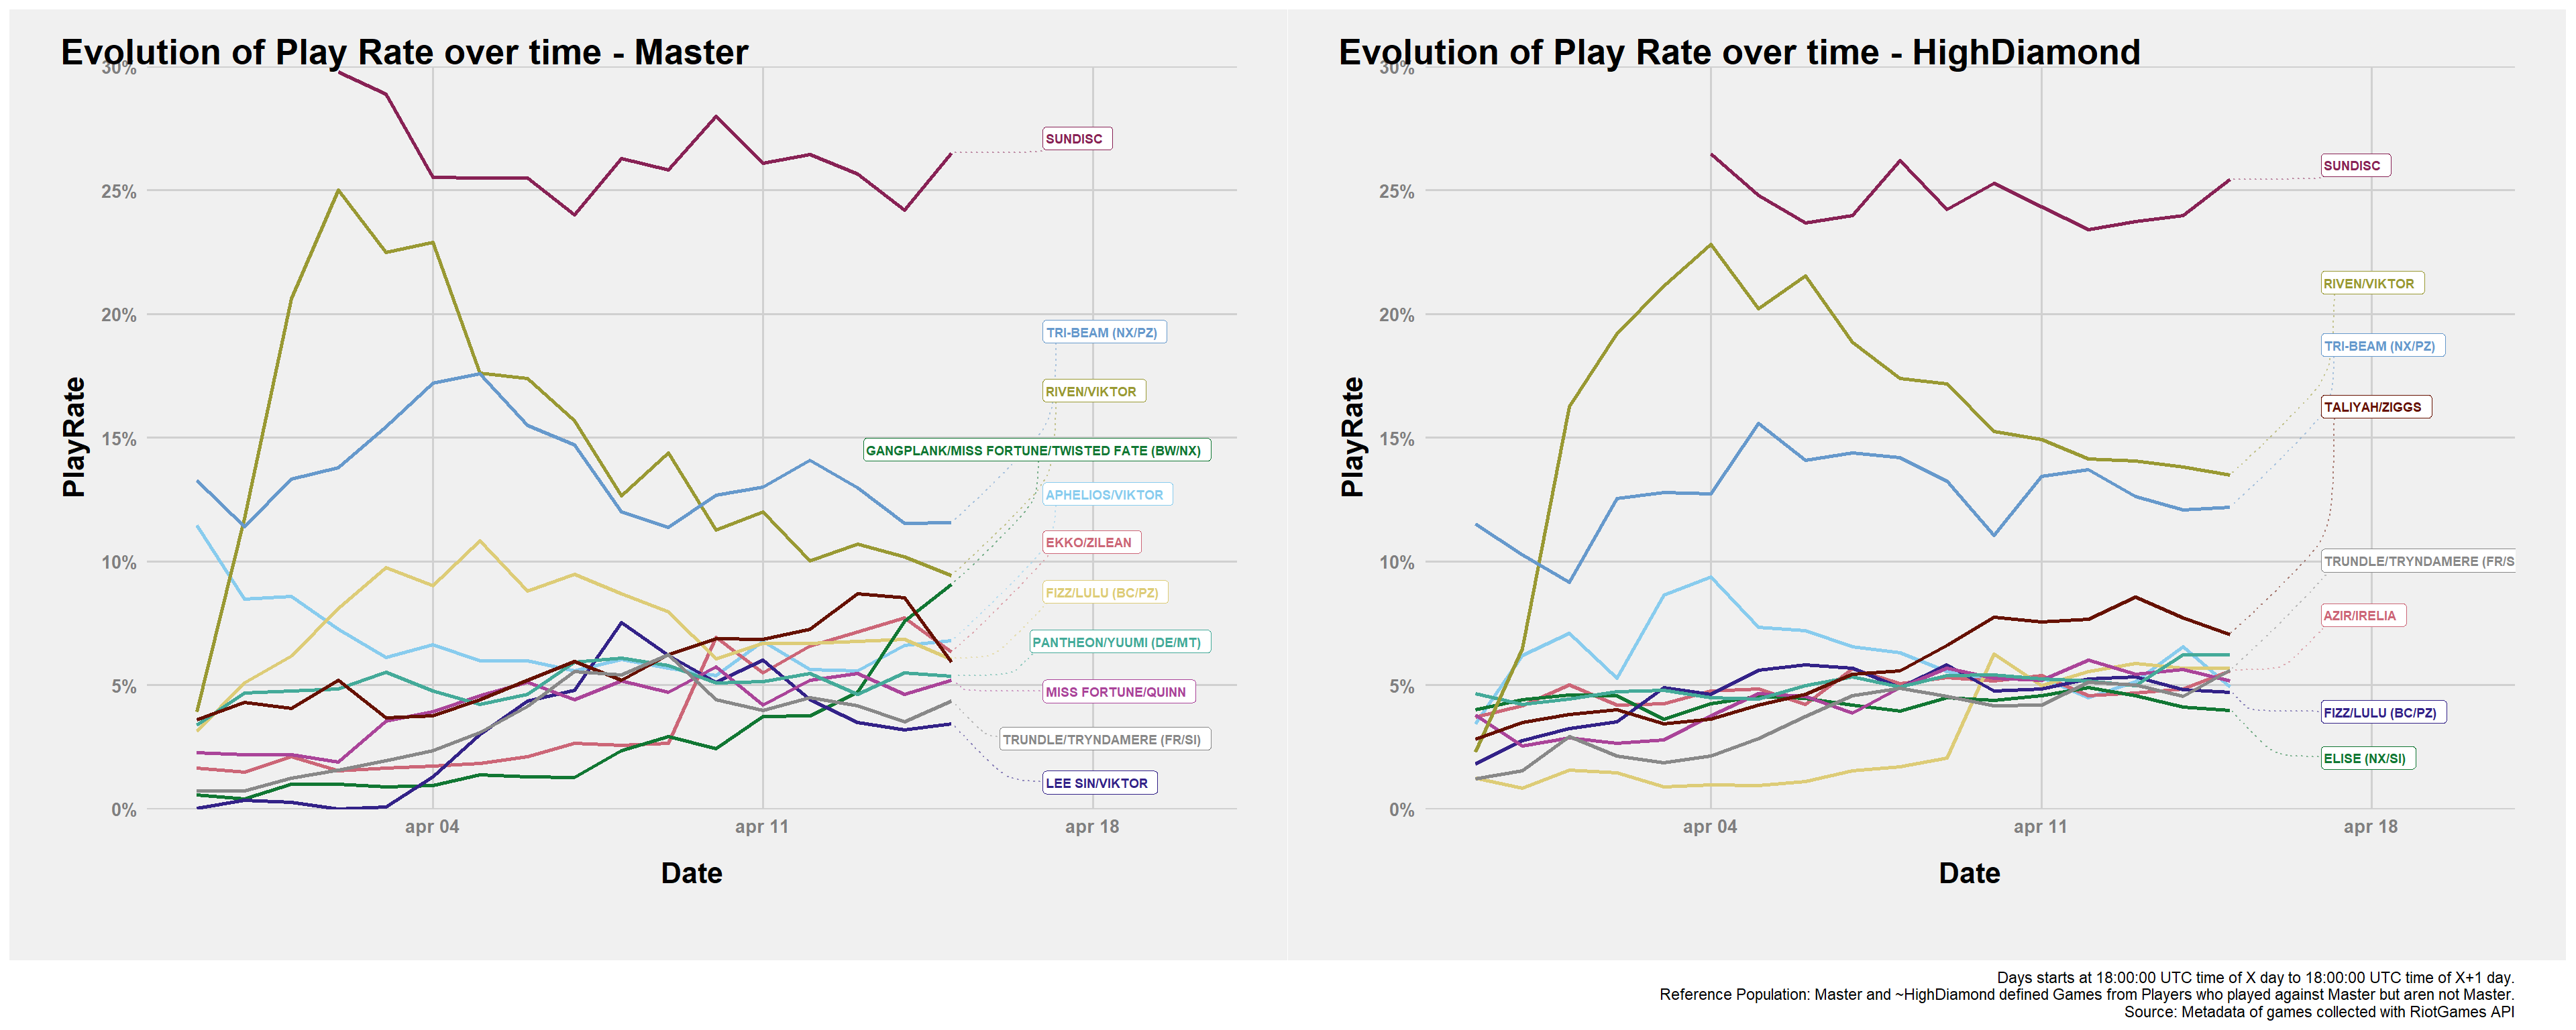 Evolution of Play Rate over time - Master
30%
25%
20%
15%
10%
5%
0%
PlayRate
SUNDISC
TRI-BEAM (NX/PZ)
RIVEN/VIKTOR
GANGPLANK/MISS FORTUNE/TWISTED FATE (BW/NX)
APHELIOS/VIKTOR
EKKO/ZILEAN
FIZZ/LULU (BC/PZ)
PANTHEON/YUUMI (DE/MT)
MISS FORTUNE/QUINN
TRUNDLE/TRYNDAMERE (FR/SI)
LEE SIN/VIKTOR
apr 04
apr 11
apr 18
Date
Evolution of Play Rate over time - HighDiamond
30%
25%
20%
15%
10%
5%
0%
PlayRate
SUNDISC
RIVEN/VIKTOR
TRI-BEAM (NX/PZ)
TALIYAH/ZIGGS
TRUNDLE/TRYNDAMERE (FR/S
AZIR/IRELIA
FIZZ/LULU (BC/PZ)
ELISE (NX/SI)
apr 04
apr 11
apr 18
Date
Days starts at 18:00:00 UTC time of X day to 18:00:00 UTC time of X+1 day.
Reference Population: Master and ~HighDiamond defined Games from Players who played against Master but aren not Master.
Source: Metadata of games collected with RiotGames API